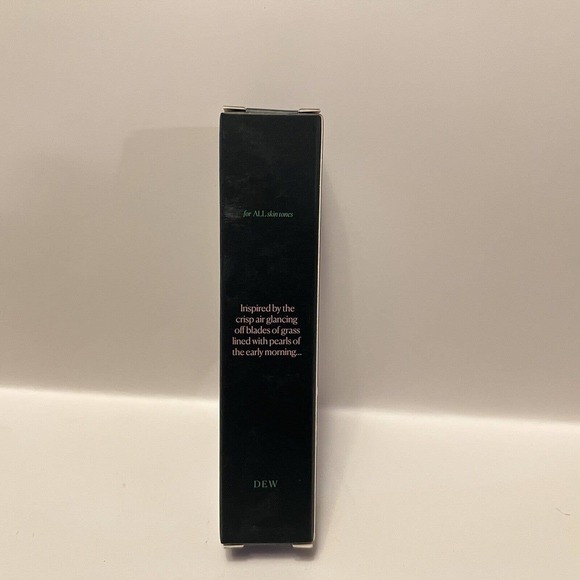 for ALL skin tones
Inspired by the
crisp air glancing
off blades of grass
lined with pearls of
the early morning...
DEW